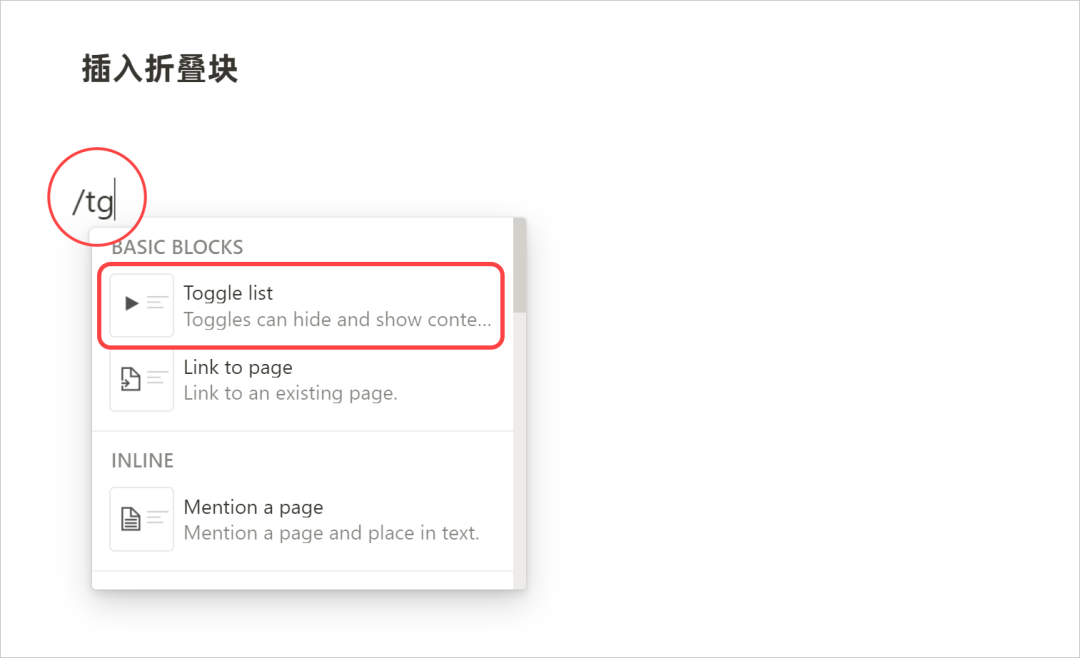 插入折叠块
/tg
BASIC BLOCKS
Toggle list
Toggles can hide and show conte...
Link to page
Link to an existing page.
INLINE
Mention a page
Mention a page and place in text.